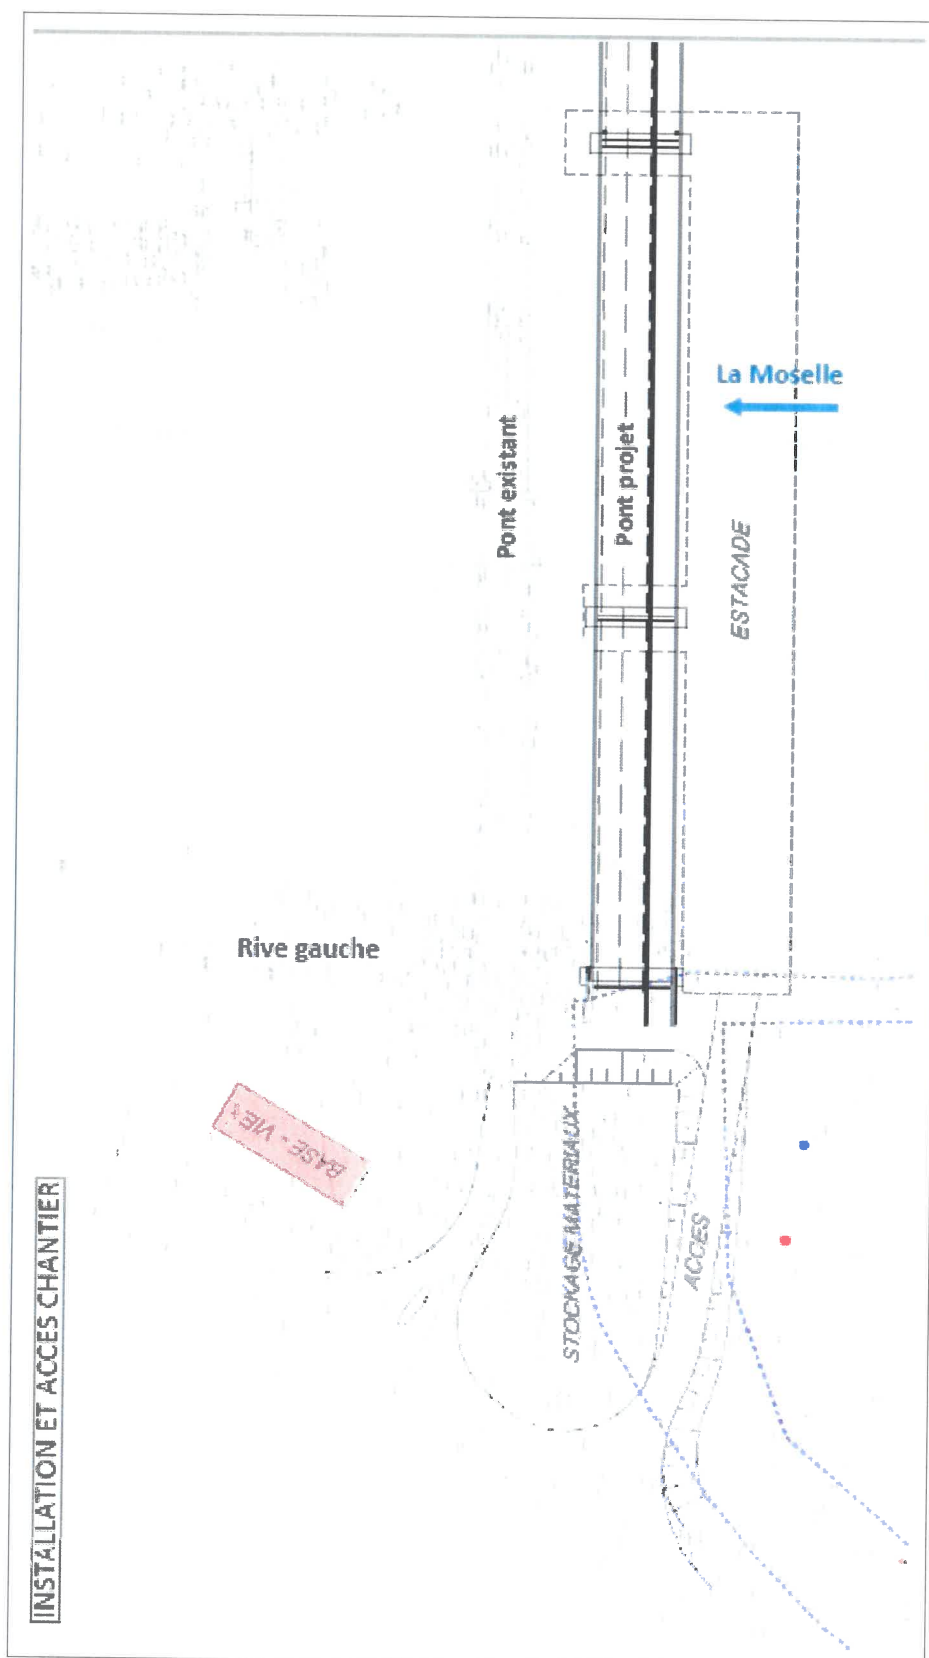 INSTALLATION ET ACCES CHANTIER
La Moselle
Pont existant
Pont projet
ESTACADE
Rive gauche
BASE - VIE
STOCKAGE MATERIAUX
ACCES